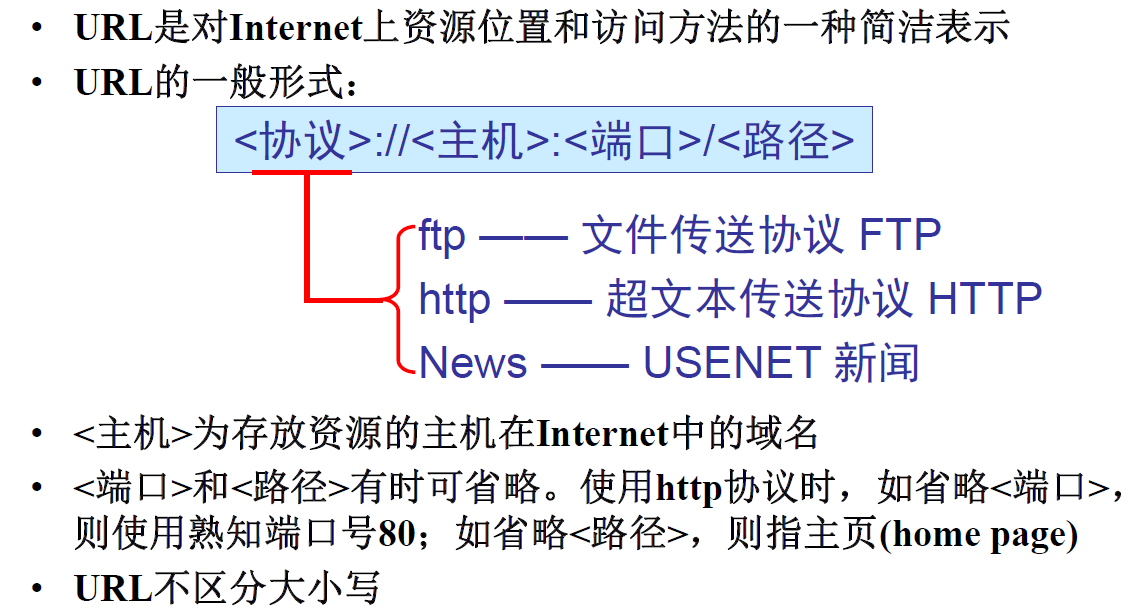 • URL是对Internet上资源位置和访问方法的一种简洁表示
• URL的一般形式：
<协议>://<主机>:<端口>/<路径>
ftp —— 文件传送协议 FTP
http —— 超文本传送协议 HTTP
News —— USENET 新闻
• <主机>为存放资源的主机在Internet中的域名
• <端口>和<路径>有时可省略。使用http协议时，如省略<端口>，
则使用熟知端口号80；如省略<路径>，则指主页(home page)
• URL不区分大小写